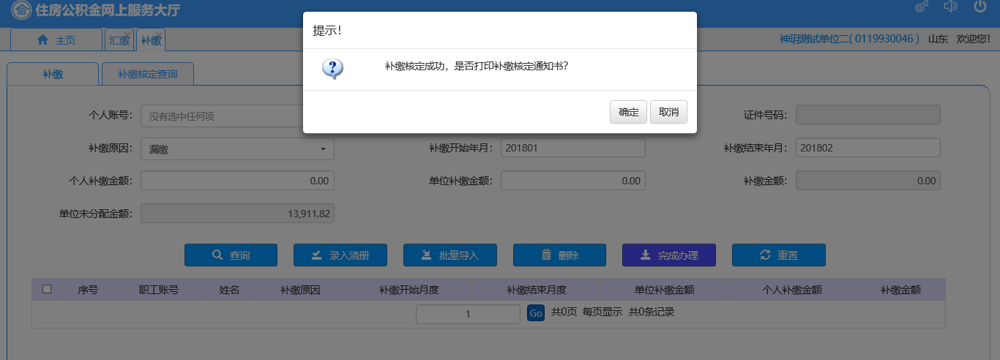 住房公积金网上服务大厅
主页 汇缴 补缴 神玥测试单位二( 0119930046 ) 山东 欢迎您!
提示!
补缴核定成功，是否打印补缴核定通知书?
确定 取消
补缴 补缴核定查询
个人账号: 没有选中任何项 证件号码:
补缴原因: 漏缴 补缴开始年月: 201801 补缴结束年月: 201802
个人补缴金额: 0.00 单位补缴金额: 0.00 补缴金额: 0.00
单位未分配金额: 13,911.82
查询 录入清册 批量导入 删除 完成办理 重置
序号 职工账号 姓名 补缴原因 补缴开始月度 补缴结束月度 单位补缴金额 个人补缴金额 补缴金额
1 Go 共0页 每页显示 共0条记录